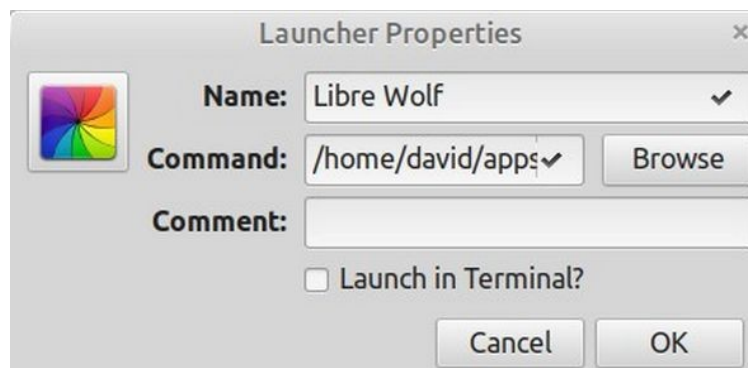 Launcher Properties
Name: Libre Wolf
Command: /home/david/apps Browse
Comment:
Launch in Terminal?
Cancel OK